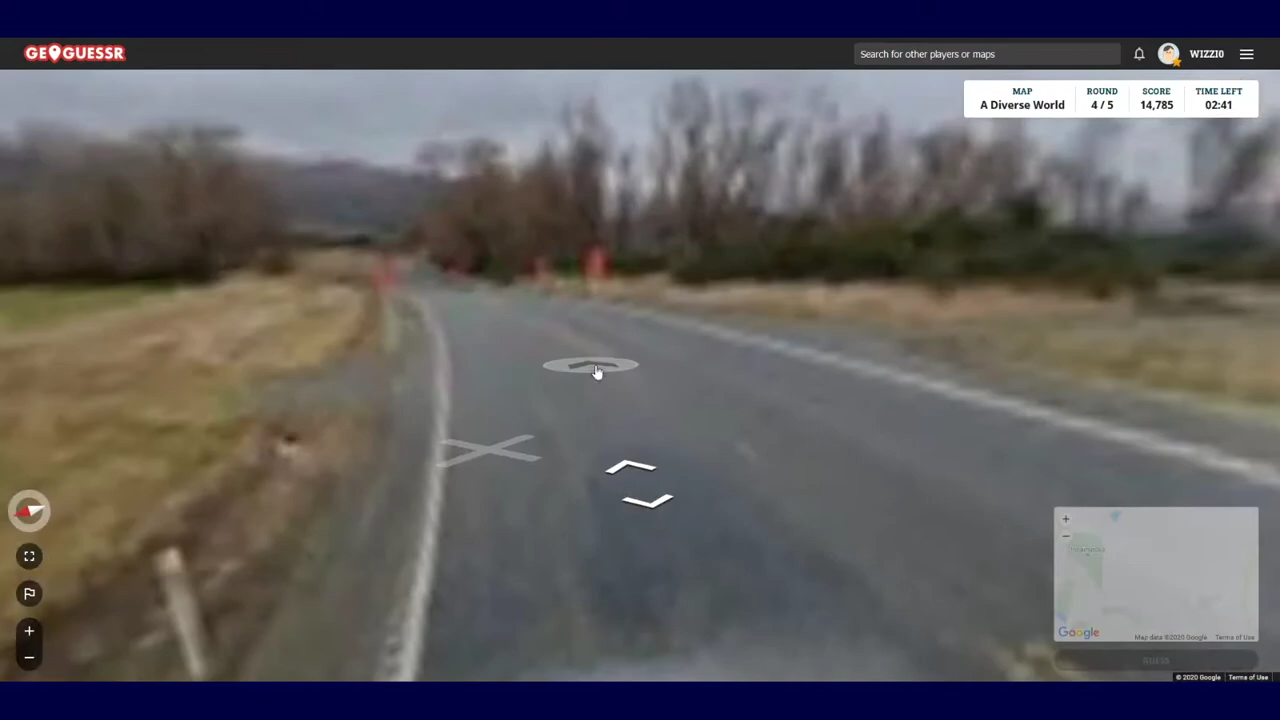 GEOGUESSR
Search for other players or maps
WIZZI0
MAP
A Diverse World
ROUND
4 / 5
SCORE
14,785
TIME LEFT
02:41
Google
Map data ©2020 Google
Terms of Use
GUESS
© 2020 Google
Terms of Use